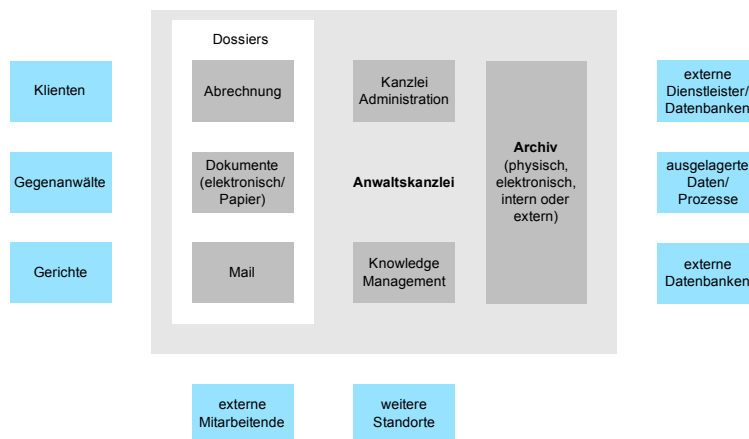 Dossiers
Klienten
Abrechnung
Kanzlei
Administration
externe
Dienstleister/
Datenbanken
Gegenanwälte
Dokumente
(elektronisch/
Papier)
Anwaltskanzlei
Archiv
(physisch,
elektronisch,
intern oder
extern)
ausgelagerte
Daten/
Prozesse
Gerichte
Mail
Knowledge
Management
externe
Datenbanken
externe
Mitarbeitende
weitere
Standorte